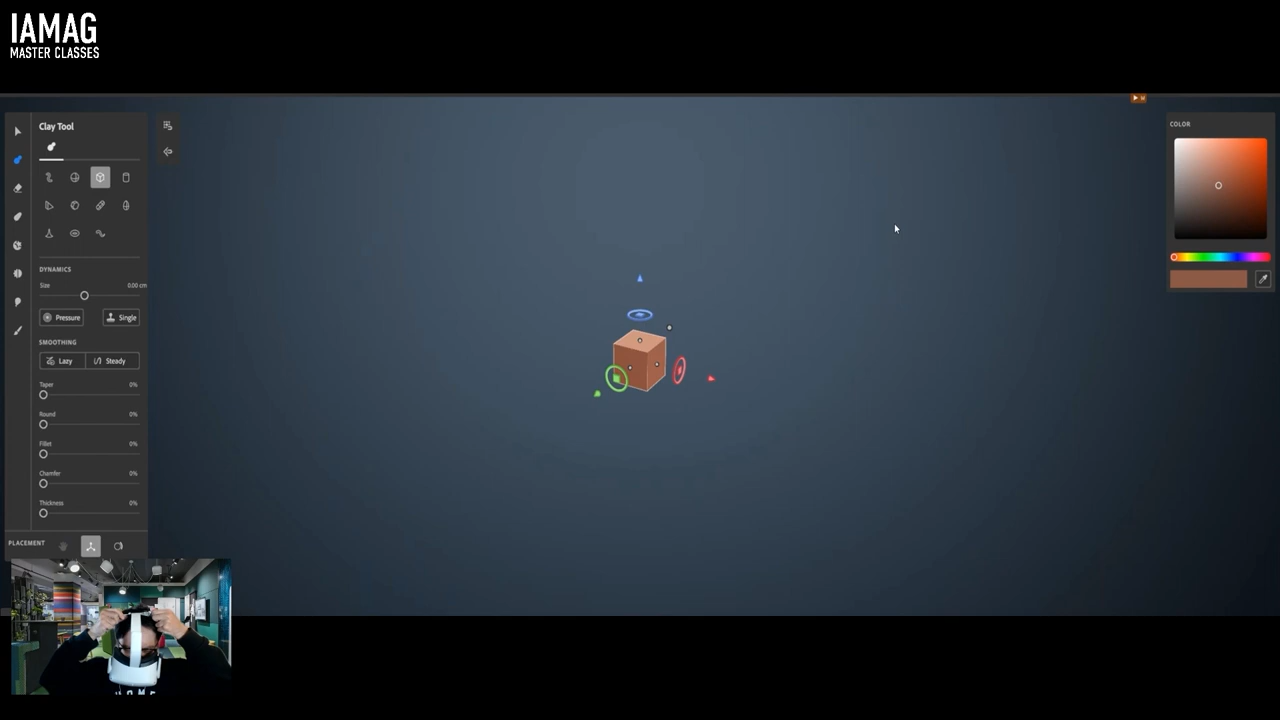 IAMAG
MASTER CLASSES
Clay Tool
COLOR
DYNAMICS
Size 0.00 cm
Pressure Single
SMOOTHING
Lazy Steady
Taper 0%
Round 0%
Fillet 0%
Chamfer 0%
Thickness 0%
PLACEMENT
HOME